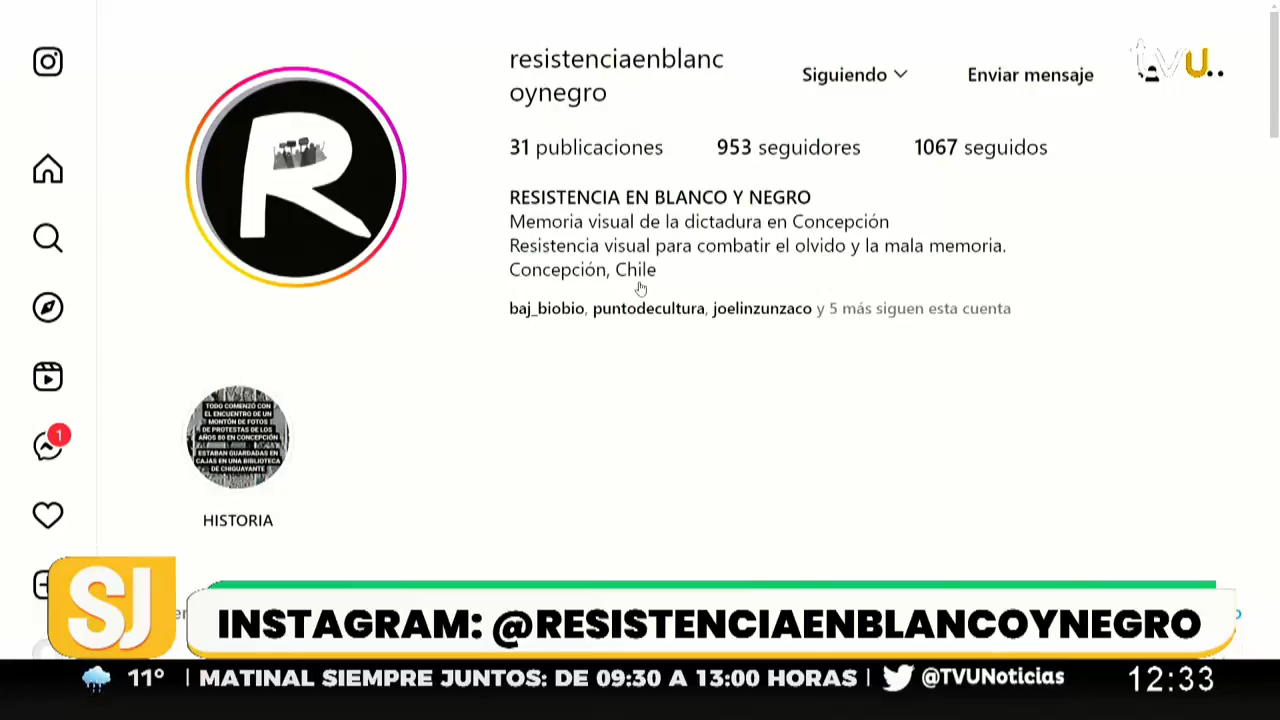 resistenciaenblanc
oynegro
Siguiendo
Enviar mensaje
tvu.
31 publicaciones
953 seguidores
1067 seguidos
RESISTENCIA EN BLANCO Y NEGRO
Memoria visual de la dictadura en Concepción
Resistencia visual para combatir el olvido y la mala memoria.
Concepción, Chile
baj_biobio, puntodecultura, joelinzunzaco y 5 más siguen esta cuenta
R
TODO COMENZÓ CON
EL ENCUENTRO DE UN
MONTÓN DE FOTOS
DE PROTESTAS DE LOS
AÑOS 80 EN CONCEPCIÓN
ESTABAN GUARDADAS EN
CAJAS EN UNA BIBLIOTECA
DE CHIGUAYANTE
HISTORIA
1
SJ
INSTAGRAM: @RESISTENCIAENBLANCOYNEGRO
11° | MATINAL SIEMPRE JUNTOS: DE 09:30 A 13:00 HORAS | @TVUNoticias
12:33